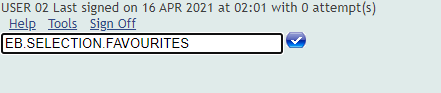 USER 02 Last signed on 16 APR 2021 at 02:01 with 0 attempt(s)
Help Tools Sign Off
EB.SELECTION.FAVOURITES